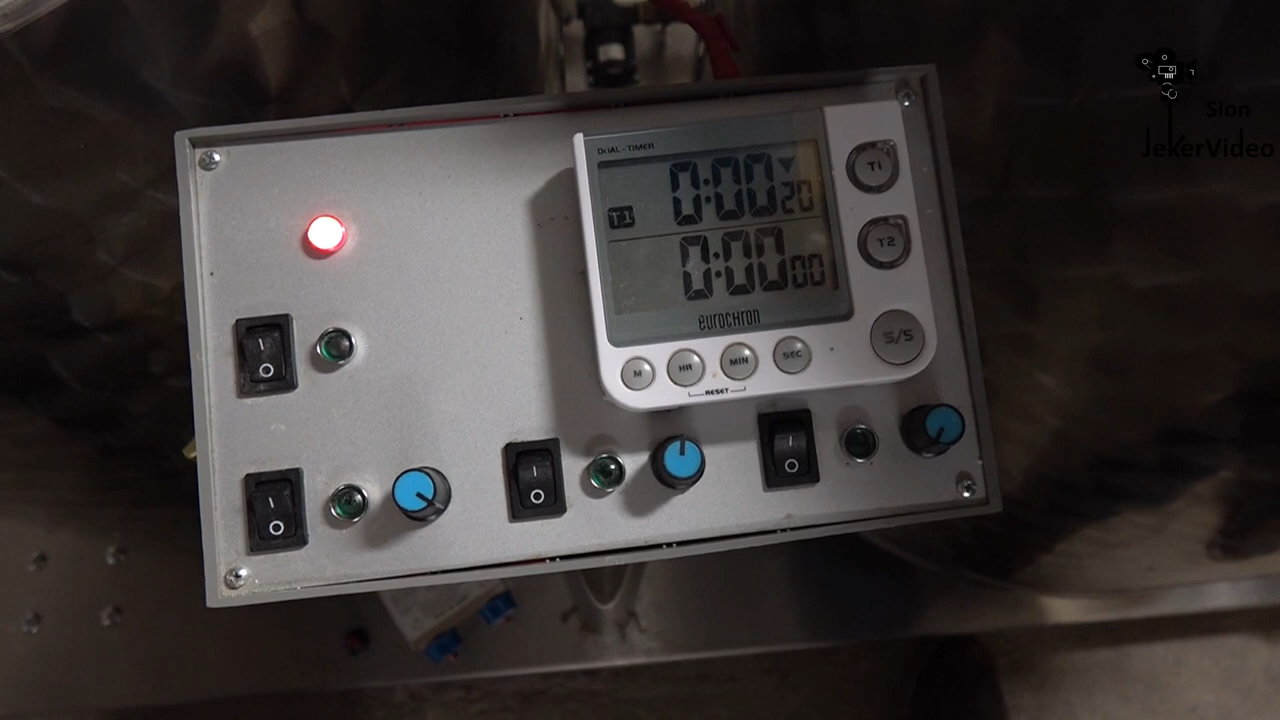 DUAL-TIMER
T1
0:00 20
0:00 00
eurochron
T1
T2
S/S
M
HR
MIN
SEC
RESET
I
O
I
O
I
O
I
O
Sion
JekerVideo